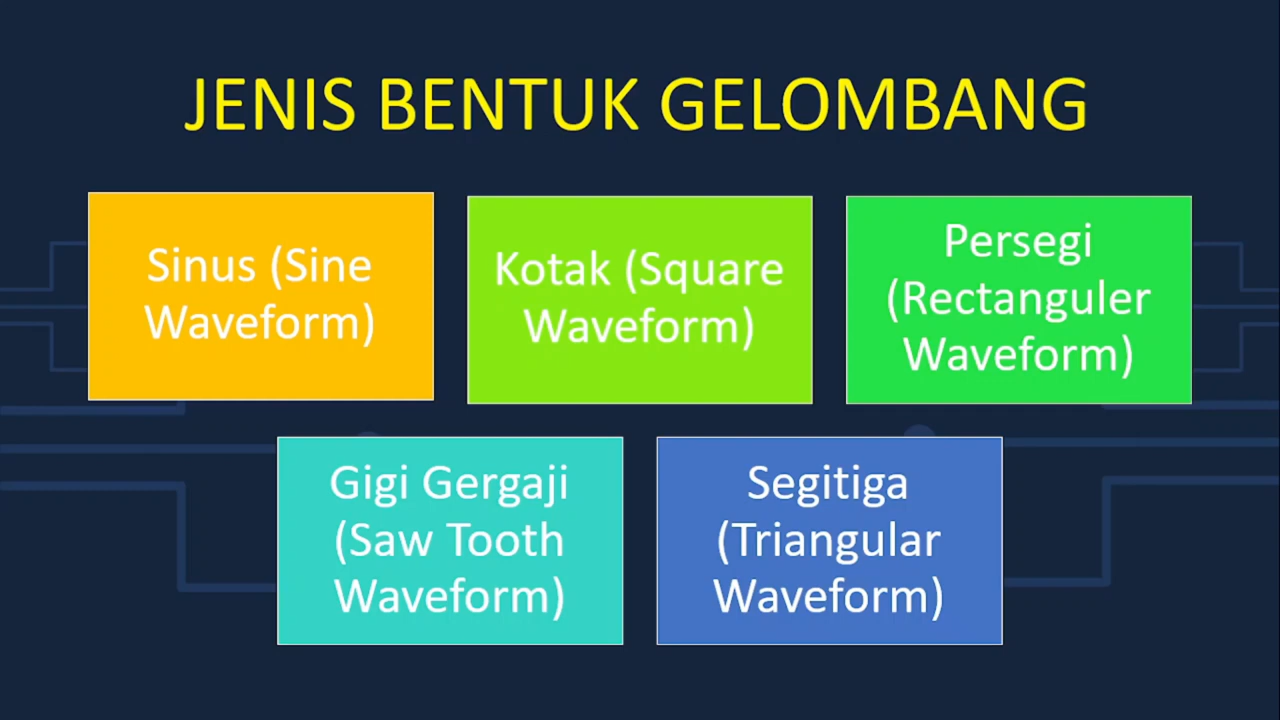 JENIS BENTUK GELOMBANG
Sinus (Sine
Waveform)
Kotak (Square
Waveform)
Persegi
(Rectanguler
Waveform)
Gigi Gergaji
(Saw Tooth
Waveform)
Segitiga
(Triangular
Waveform)